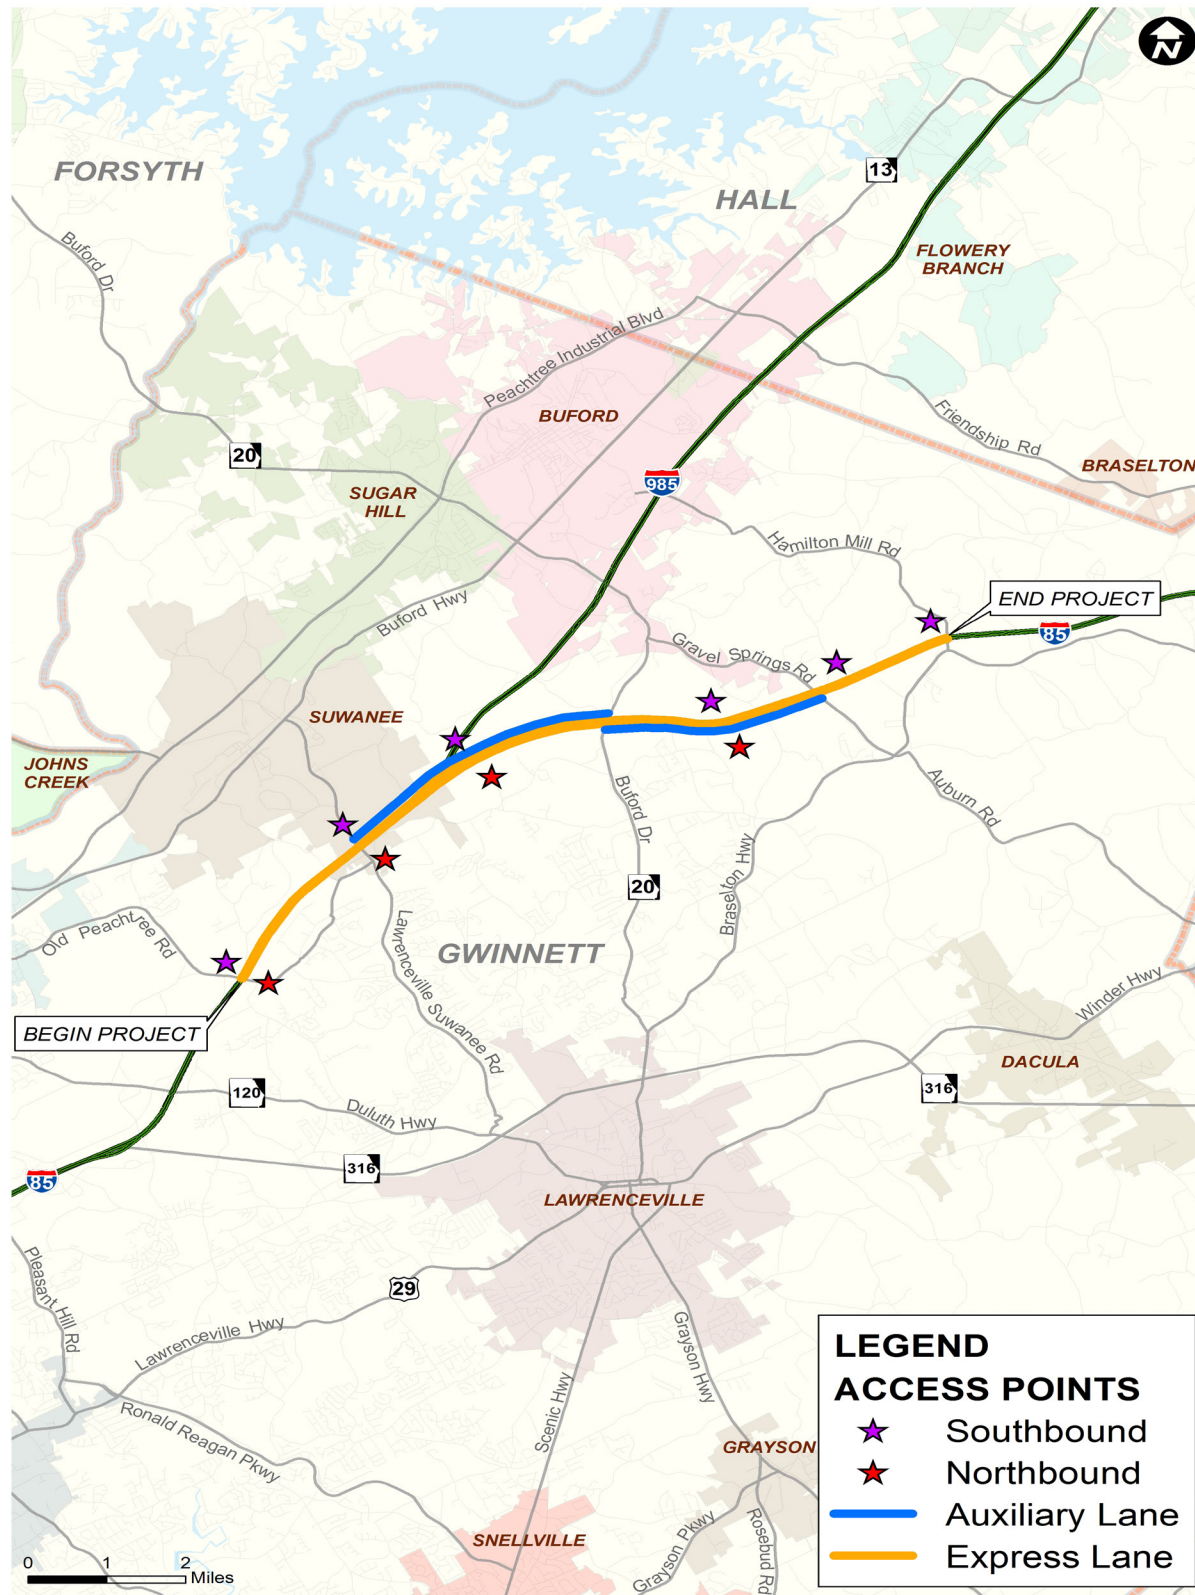 N
FORSYTH
HALL
13
Buford Dr
FLOWERY
BRANCH
Peachtree Industrial Blvd
BUFORD
Friendship Rd
20
BRASELTON
985
SUGAR
HILL
Hamilton Mill Rd
Buford Hwy
END PROJECT
85
Gravel Springs Rd
SUWANEE
JOHNS
CREEK
Buford Dr
Auburn Rd
Braselton Hwy
20
Old Peachtree Rd
Lawrenceville Suwanee Rd
GWINNETT
Winder Hwy
BEGIN PROJECT
DACULA
120
316
Duluth Hwy
316
85
LAWRENCEVILLE
Pleasant Hill Rd
29
Lawrenceville Hwy
Grayson Hwy
Scenic Hwy
Ronald Reagan Pkwy
GRAYSON
SNELLVILLE
Grayson Pkwy
Rosebud Rd
0 1 2
Miles
LEGEND
ACCESS POINTS
Southbound
Northbound
Auxiliary Lane
Express Lane